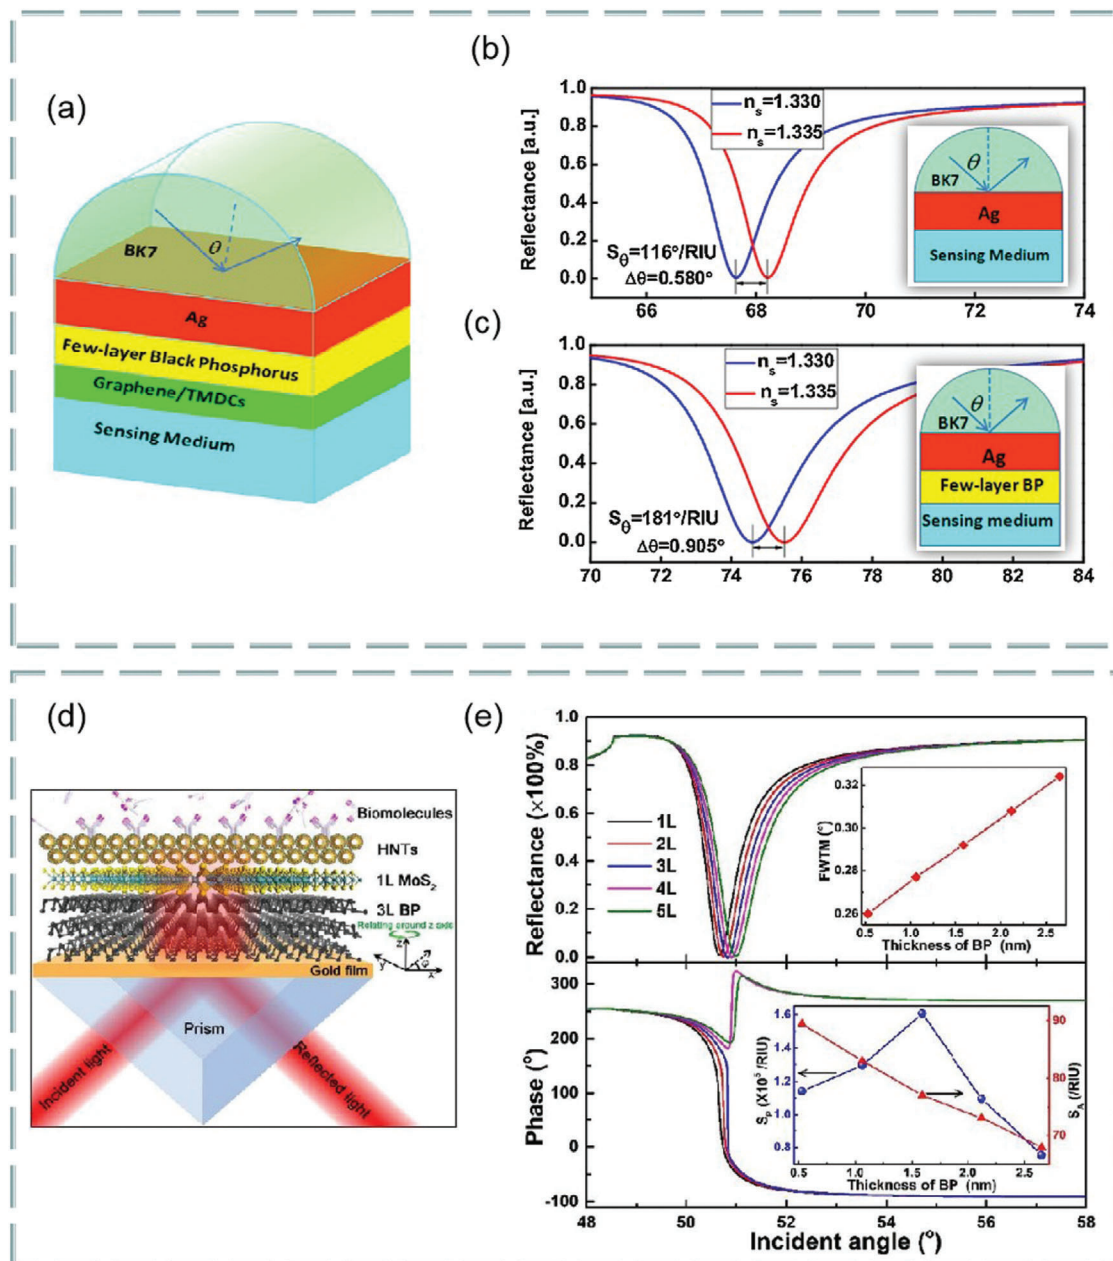 (a)
θ
BK7
Ag
Few-layer Black Phosphorus
Graphene/TMDCs
Sensing Medium
(b)
Reflectance [a.u.]
1.0
0.8
0.6
0.4
0.2
0.0
n_s=1.330
n_s=1.335
S_θ=116°/RIU
Δθ=0.580°
θ
BK7
Ag
Sensing Medium
66 68 70 72 74
(c)
Reflectance [a.u.]
1.0
0.8
0.6
0.4
0.2
0.0
n_s=1.330
n_s=1.335
S_θ=181°/RIU
Δθ=0.905°
θ
BK7
Ag
Few-layer BP
Sensing medium
70 72 74 76 78 80 82 84
(d)
Biomolecules
HNTs
1L MoS₂
3L BP
Rotating around z axis
z
y
φ
x
Gold film
Prism
Incident light
Reflected light
(e)
Reflectance (×100%)
1.0
0.8
0.6
0.4
0.2
0.0
1L
2L
3L
4L
5L
FWTM (°)
0.32
0.30
0.28
0.26
0.5 1.0 1.5 2.0 2.5
Thickness of BP (nm)
Phase (°)
300
200
100
0
-100
S_P (X10⁵ /RIU)
1.6
1.4
1.2
1.0
0.8
90
80
70
S_A (/RIU)
0.5 1.0 1.5 2.0 2.5
Thickness of BP (nm)
48 50 52 54 56 58
Incident angle (°)